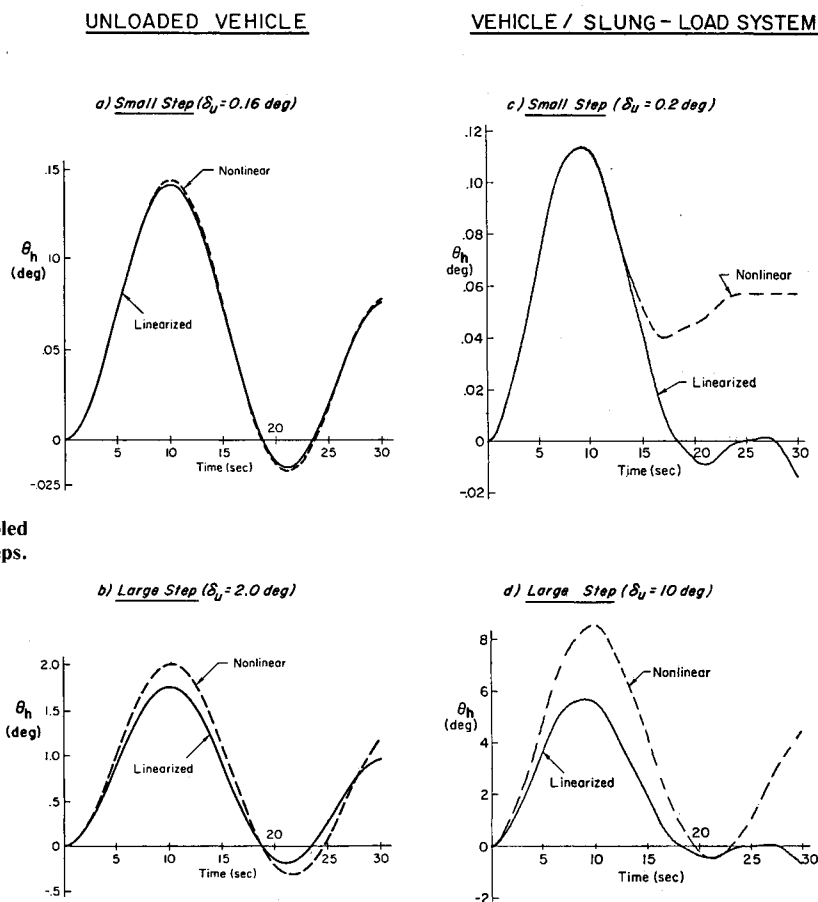 UNLOADED VEHICLE
VEHICLE / SLUNG-LOAD SYSTEM
a) Small Step (δu = 0.16 deg)
.15
.10
.05
0
-.025
θh
(deg)
Nonlinear
Linearized
5
10
15
20
25
30
Time (sec)
c) Small Step (δu = 0.2 deg)
.12
.10
.08
.06
.04
.02
0
-.02
θh
deg)
Nonlinear
Linearized
5
10
15
20
25
30
Time (sec)
oled
eps.
b) Large Step (δu = 2.0 deg)
2.0
1.5
1.0
.5
0
-.5
θh
(deg)
Nonlinear
Linearized
5
10
15
20
25
30
Time (sec)
d) Large Step (δu = 10 deg)
8
6
4
2
0
-2
θh
(deg)
Nonlinear
Linearized
5
10
15
20
25
30
Time (sec)